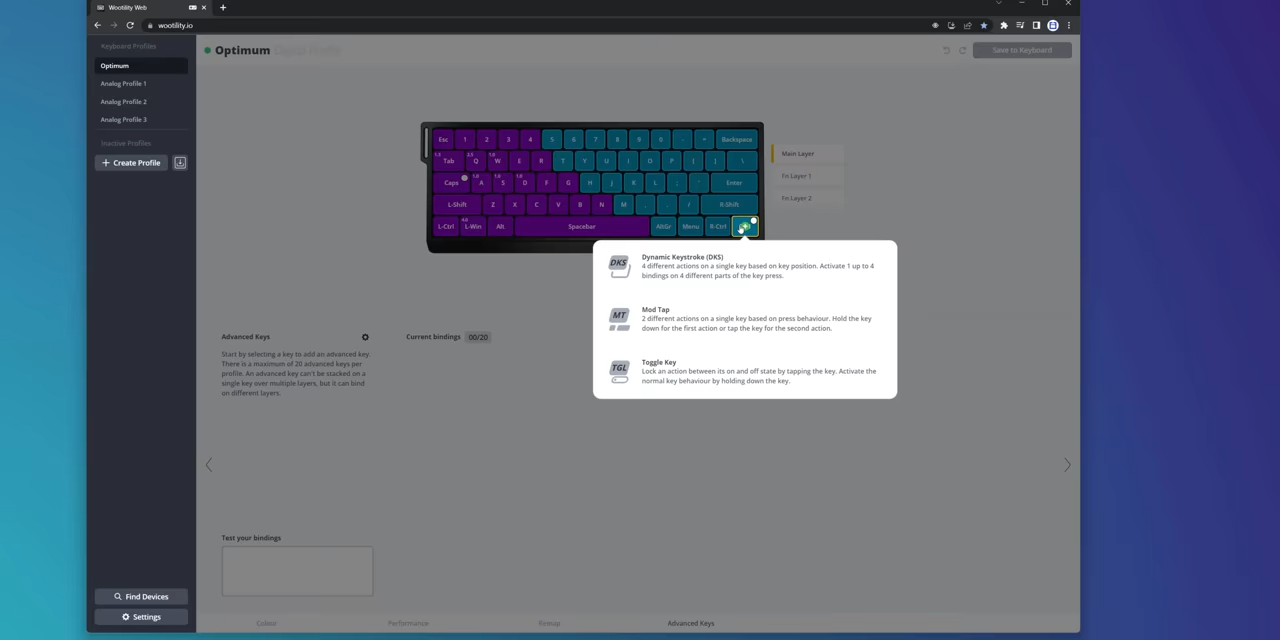 Wootility Web
wootility.io
Keyboard Profiles
Optimum
Analog Profile 1
Analog Profile 2
Analog Profile 3
Inactive Profiles
+ Create Profile
Find Devices
Settings
Optimum Digital Profile
Save to Keyboard
Esc 1 2 3 4 5 6 7 8 9 0 - = Backspace
Tab Q W E R T Y U I O P [ ] \
Caps A S D F G H J K L ; ' Enter
L-Shift Z X C V B N M , . / R-Shift
L-Ctrl L-Win Alt Spacebar AltGr Menu R-Ctrl
Main Layer
Fn Layer 1
Fn Layer 2
DKS
Dynamic Keystroke (DKS)
4 different actions on a single key based on key position. Activate 1 up to 4
bindings on 4 different parts of the key press.
MT
Mod Tap
2 different actions on a single key based on press behaviour. Hold the key
down for the first action or tap the key for the second action.
TGL
Toggle Key
Lock an action between its on and off state by tapping the key. Activate the
normal key behaviour by holding down the key.
Advanced Keys
Start by selecting a key to add an advanced key.
There is a maximum of 20 advanced keys per
profile. An advanced key can't be stacked on a
single key over multiple layers, but it can bind
on different layers.
Current bindings 00/20
Test your bindings
Colour
Performance
Remap
Advanced Keys